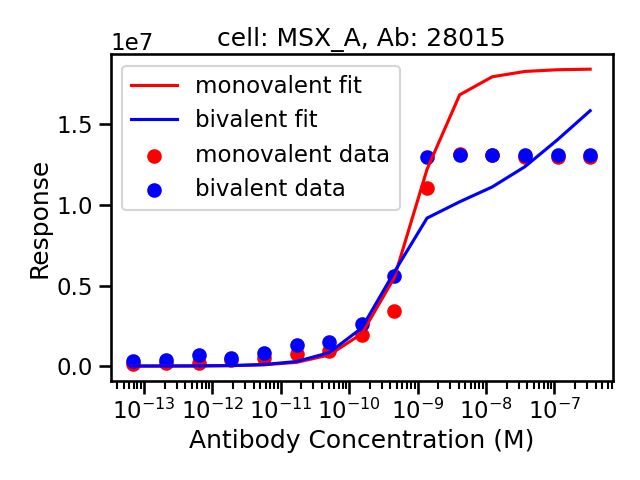 cell: MSX_A, Ab: 28015
1e7
monovalent fit
bivalent fit
monovalent data
bivalent data
Response
1.5
1.0
0.5
0.0
10⁻¹³ 10⁻¹² 10⁻¹¹ 10⁻¹⁰ 10⁻⁹ 10⁻⁸ 10⁻⁷
Antibody Concentration (M)